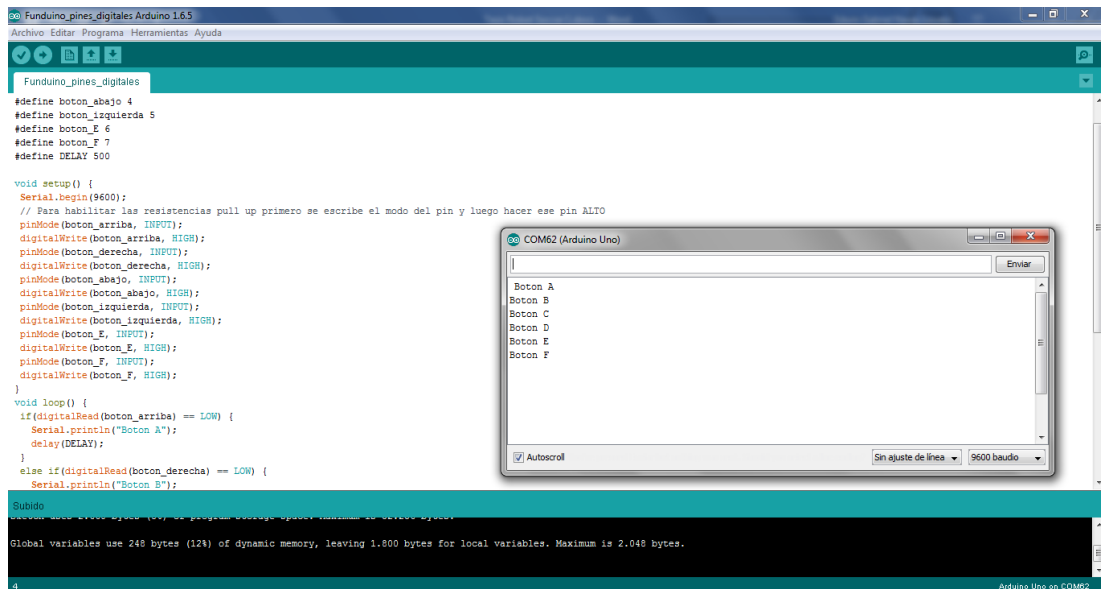 Funduino_pines_digitales Arduino 1.6.5
Archivo Editar Programa Herramientas Ayuda
Funduino_pines_digitales
#define boton_abajo 4
#define boton_izquierda 5
#define boton_E 6
#define boton_F 7
#define DELAY 500
void setup() {
Serial.begin(9600);
// Para habilitar las resistencias pull up primero se escribe el modo del pin y luego hacer ese pin ALTO
pinMode(boton_arriba, INPUT);
digitalWrite(boton_arriba, HIGH);
pinMode(boton_derecha, INPUT);
digitalWrite(boton_derecha, HIGH);
pinMode(boton_abajo, INPUT);
digitalWrite(boton_abajo, HIGH);
pinMode(boton_izquierda, INPUT);
digitalWrite(boton_izquierda, HIGH);
pinMode(boton_E, INPUT);
digitalWrite(boton_E, HIGH);
pinMode(boton_F, INPUT);
digitalWrite(boton_F, HIGH);
}
void loop() {
if(digitalRead(boton_arriba) == LOW) {
Serial.println("Boton A");
delay(DELAY);
}
else if(digitalRead(boton_derecha) == LOW) {
Serial.println("Boton B");
COM62 (Arduino Uno)
Enviar
Boton A
Boton B
Boton C
Boton D
Boton E
Boton F
Autoscroll
Sin ajuste de línea
9600 baudio
Subido
Global variables use 248 bytes (12%) of dynamic memory, leaving 1.800 bytes for local variables. Maximum is 2.048 bytes.
4
Arduino Uno on COM62